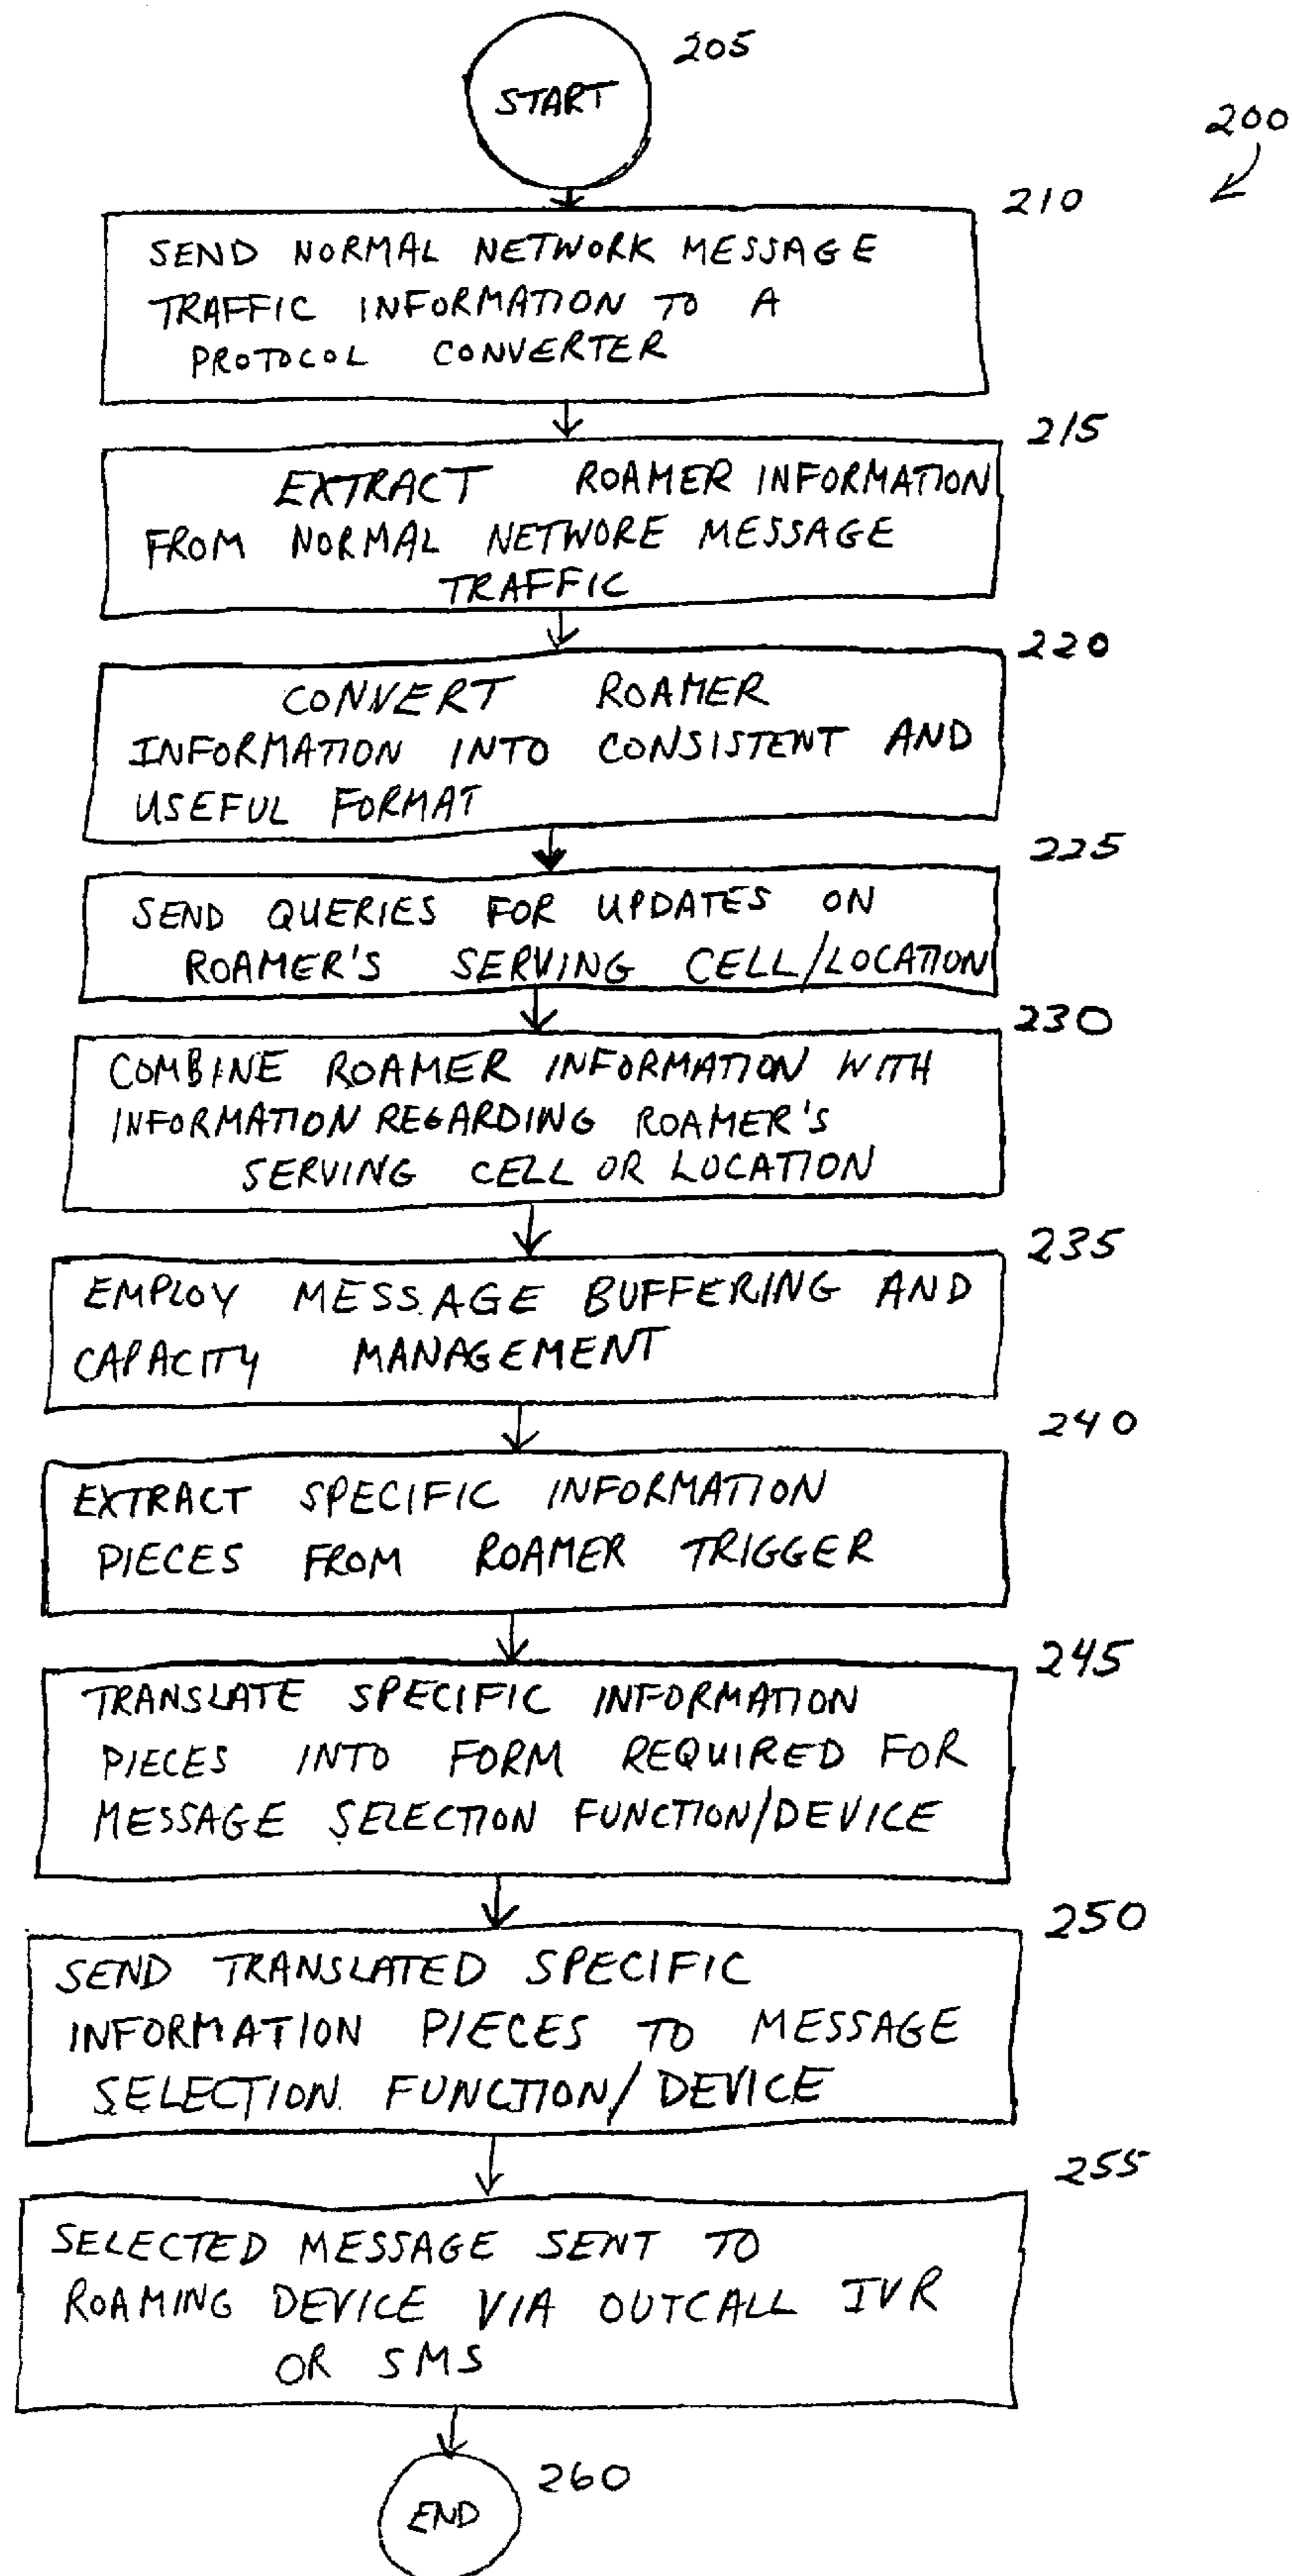 205
START
200
210
SEND NORMAL NETWORK MESSAGE
TRAFFIC INFORMATION TO A
PROTOCOL CONVERTER
215
EXTRACT ROAMER INFORMATION
FROM NORMAL NETWORE MESSAGE
TRAFFIC
220
CONVERT ROAMER
INFORMATION INTO CONSISTENT AND
USEFUL FORMAT
225
SEND QUERIES FOR UPDATES ON
ROAMER'S SERVING CELL/LOCATION
230
COMBINE ROAMER INFORMATION WITH
INFORMATION REGARDING ROAMER'S
SERVING CELL OR LOCATION
235
EMPLOY MESSAGE BUFFERING AND
CAPACITY MANAGEMENT
240
EXTRACT SPECIFIC INFORMATION
PIECES FROM ROAMER TRIGGER
245
TRANSLATE SPECIFIC INFORMATION
PIECES INTO FORM REQUIRED FOR
MESSAGE SELECTION FUNCTION/DEVICE
250
SEND TRANSLATED SPECIFIC
INFORMATION PIECES TO MESSAGE
SELECTION FUNCTION/DEVICE
255
SELECTED MESSAGE SENT TO
ROAMING DEVICE VIA OUTCALL IVR
OR SMS
260
END